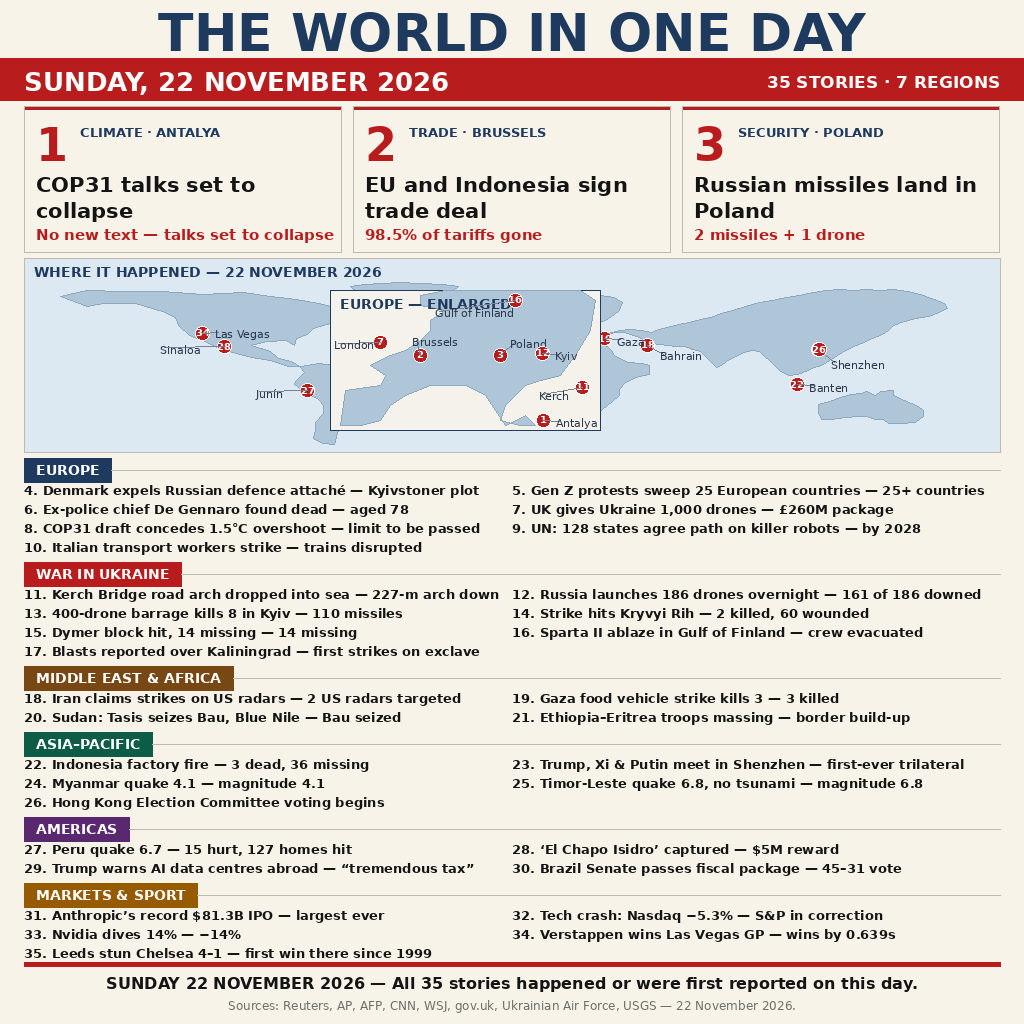 THE WORLD IN ONE DAY
SUNDAY, 22 NOVEMBER 2026
35 STORIES · 7 REGIONS
1
CLIMATE · ANTALYA
COP31 talks set to
collapse
No new text — talks set to collapse
2
TRADE · BRUSSELS
EU and Indonesia sign
trade deal
98.5% of tariffs gone
3
SECURITY · POLAND
Russian missiles land in
Poland
2 missiles + 1 drone
WHERE IT HAPPENED — 22 NOVEMBER 2026
EUROPE — ENLARGED
16
Gulf of Finland
34
Las Vegas
Sinaloa
28
London
7
Brussels
2
Poland
3
12
Kyiv
19
Gaza
18
Bahrain
26
Shenzhen
22
Banten
Junín
27
Kerch
11
1
Antalya
EUROPE
4. Denmark expels Russian defence attaché — Kyivstoner plot
5. Gen Z protests sweep 25 European countries — 25+ countries
6. Ex-police chief De Gennaro found dead — aged 78
7. UK gives Ukraine 1,000 drones — £260M package
8. COP31 draft concedes 1.5°C overshoot — limit to be passed
9. UN: 128 states agree path on killer robots — by 2028
10. Italian transport workers strike — trains disrupted
WAR IN UKRAINE
11. Kerch Bridge road arch dropped into sea — 227-m arch down
12. Russia launches 186 drones overnight — 161 of 186 downed
13. 400-drone barrage kills 8 in Kyiv — 110 missiles
14. Strike hits Kryvyi Rih — 2 killed, 60 wounded
15. Dymer block hit, 14 missing — 14 missing
16. Sparta II ablaze in Gulf of Finland — crew evacuated
17. Blasts reported over Kaliningrad — first strikes on exclave
MIDDLE EAST & AFRICA
18. Iran claims strikes on US radars — 2 US radars targeted
19. Gaza food vehicle strike kills 3 — 3 killed
20. Sudan: Tasis seizes Bau, Blue Nile — Bau seized
21. Ethiopia–Eritrea troops massing — border build-up
ASIA–PACIFIC
22. Indonesia factory fire — 3 dead, 36 missing
23. Trump, Xi & Putin meet in Shenzhen — first-ever trilateral
24. Myanmar quake 4.1 — magnitude 4.1
25. Timor-Leste quake 6.8, no tsunami — magnitude 6.8
26. Hong Kong Election Committee voting begins
AMERICAS
27. Peru quake 6.7 — 15 hurt, 127 homes hit
28. ‘El Chapo Isidro’ captured — $5M reward
29. Trump warns AI data centres abroad — “tremendous tax”
30. Brazil Senate passes fiscal package — 45–31 vote
MARKETS & SPORT
31. Anthropic’s record $81.3B IPO — largest ever
32. Tech crash: Nasdaq −5.3% — S&P in correction
33. Nvidia dives 14% — −14%
34. Verstappen wins Las Vegas GP — wins by 0.639s
35. Leeds stun Chelsea 4–1 — first win there since 1999
SUNDAY 22 NOVEMBER 2026 — All 35 stories happened or were first reported on this day.
Sources: Reuters, AP, AFP, CNN, WSJ, gov.uk, Ukrainian Air Force, USGS — 22 November 2026.